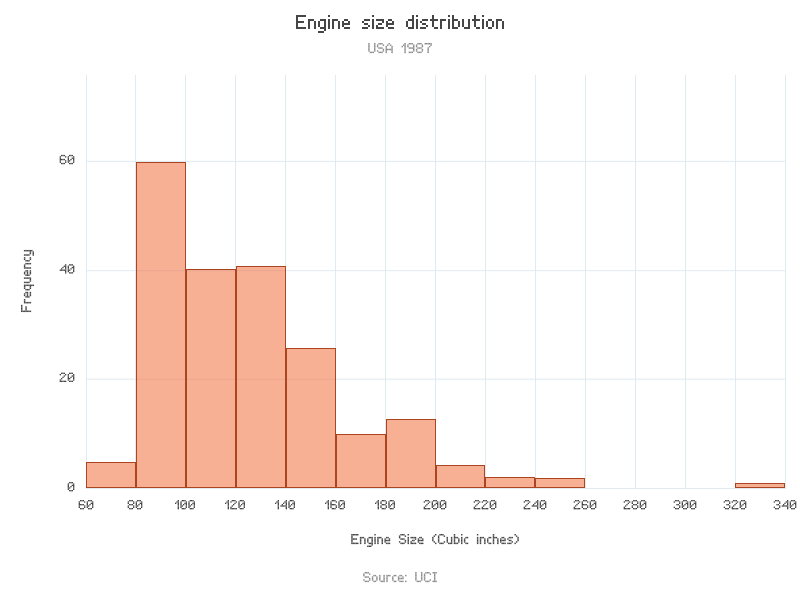 Engine size distribution
USA 1987
60
40
20
0
Frequency
60 80 100 120 140 160 180 200 220 240 260 280 300 320 340
Engine Size (Cubic inches)
Source: UCI